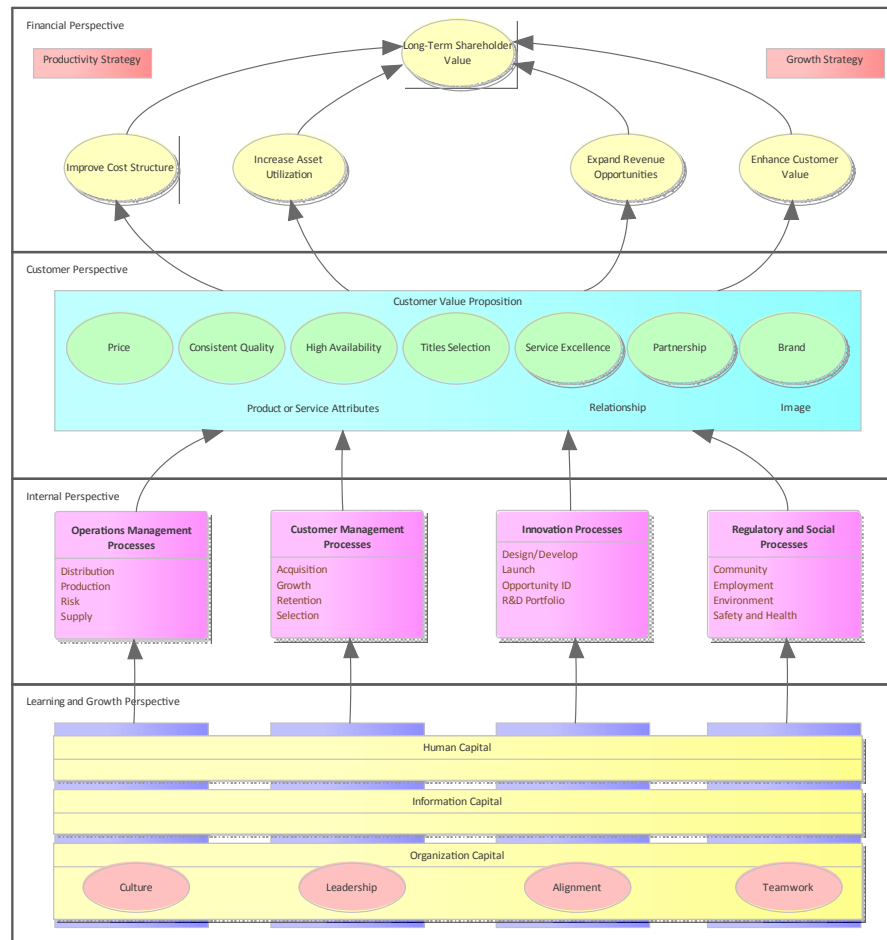 Financial Perspective
Productivity Strategy
Long-Term Shareholder
Value
Growth Strategy
Improve Cost Structure
Increase Asset
Utilization
Expand Revenue
Opportunities
Enhance Customer
Value
Customer Perspective
Customer Value Proposition
Price
Consistent Quality
High Availability
Titles Selection
Service Excellence
Partnership
Brand
Product or Service Attributes
Relationship
Image
Internal Perspective
Operations Management
Processes
Distribution
Production
Risk
Supply
Customer Management
Processes
Acquisition
Growth
Retention
Selection
Innovation Processes
Design/Develop
Launch
Opportunity ID
R&D Portfolio
Regulatory and Social
Processes
Community
Employment
Environment
Safety and Health
Learning and Growth Perspective
Human Capital
Information Capital
Organization Capital
Culture
Leadership
Alignment
Teamwork